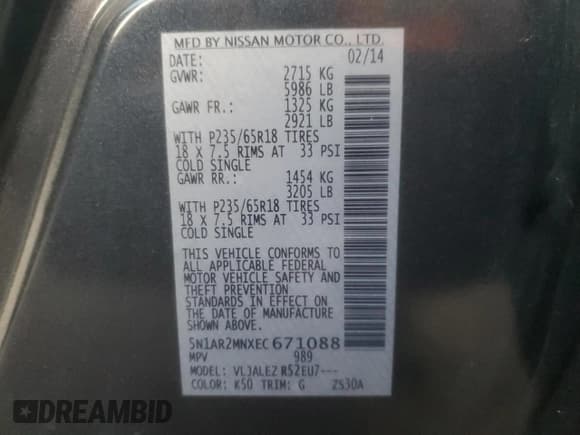 MFD BY NISSAN MOTOR CO., LTD.
DATE: 02/14
GVWR: 2715 KG
5986 LB
GAWR FR.: 1325 KG
2921 LB
WITH P235/65R18 TIRES
18 X 7.5 RIMS AT 33 PSI
COLD SINGLE
GAWR RR.: 1454 KG
3205 LB
WITH P235/65R18 TIRES
18 X 7.5 RIMS AT 33 PSI
COLD SINGLE
THIS VEHICLE CONFORMS TO
ALL APPLICABLE FEDERAL
MOTOR VEHICLE SAFETY AND
THEFT PREVENTION
STANDARDS IN EFFECT ON
THE DATE OF MANUFACTURE
SHOWN ABOVE.
5N1AR2MNXEC671088
MPV 989
MODEL: VLJALEZ R52EU7---
COLOR: K50 TRIM: G ZS30A
DREAMBID
dreambid.com